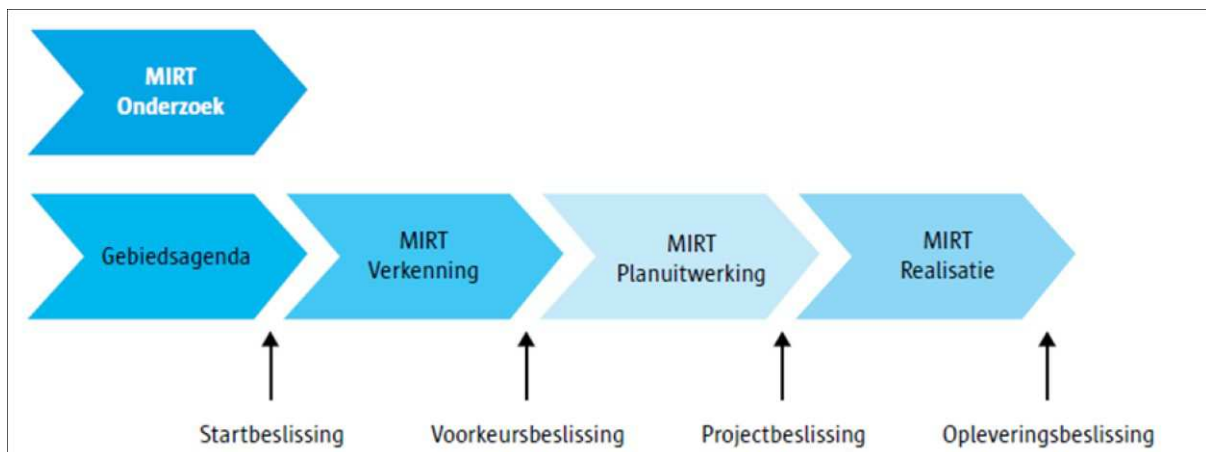 MIRT
Onderzoek
Gebiedsagenda
MIRT
Verkenning
MIRT
Planuitwerking
MIRT
Realisatie
Startbeslissing
Voorkeursbeslissing
Projectbeslissing
Opleveringsbeslissing